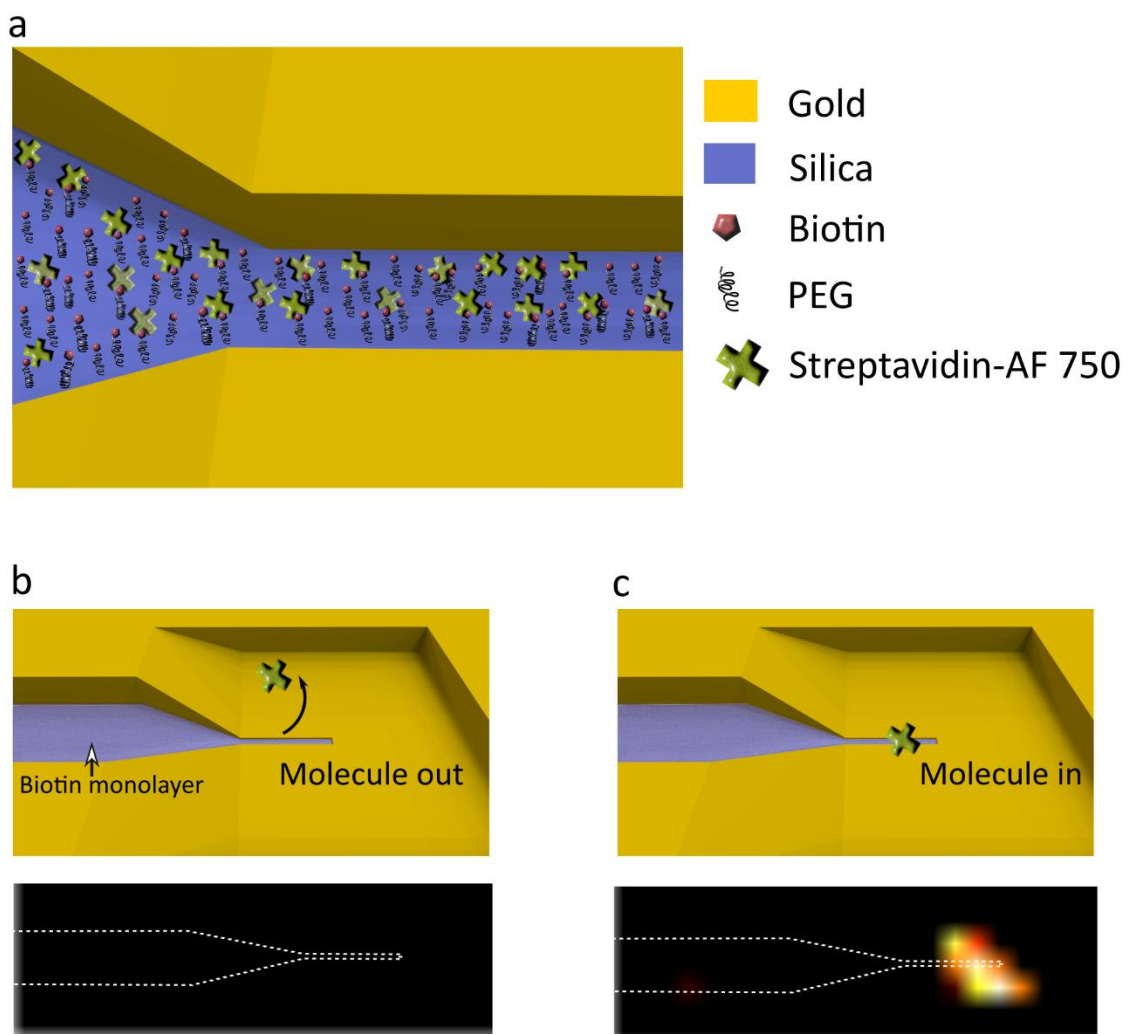 a
Gold
Silica
Biotin
PEG
Streptavidin-AF 750
b
c
Biotin monolayer
Molecule out
Molecule in